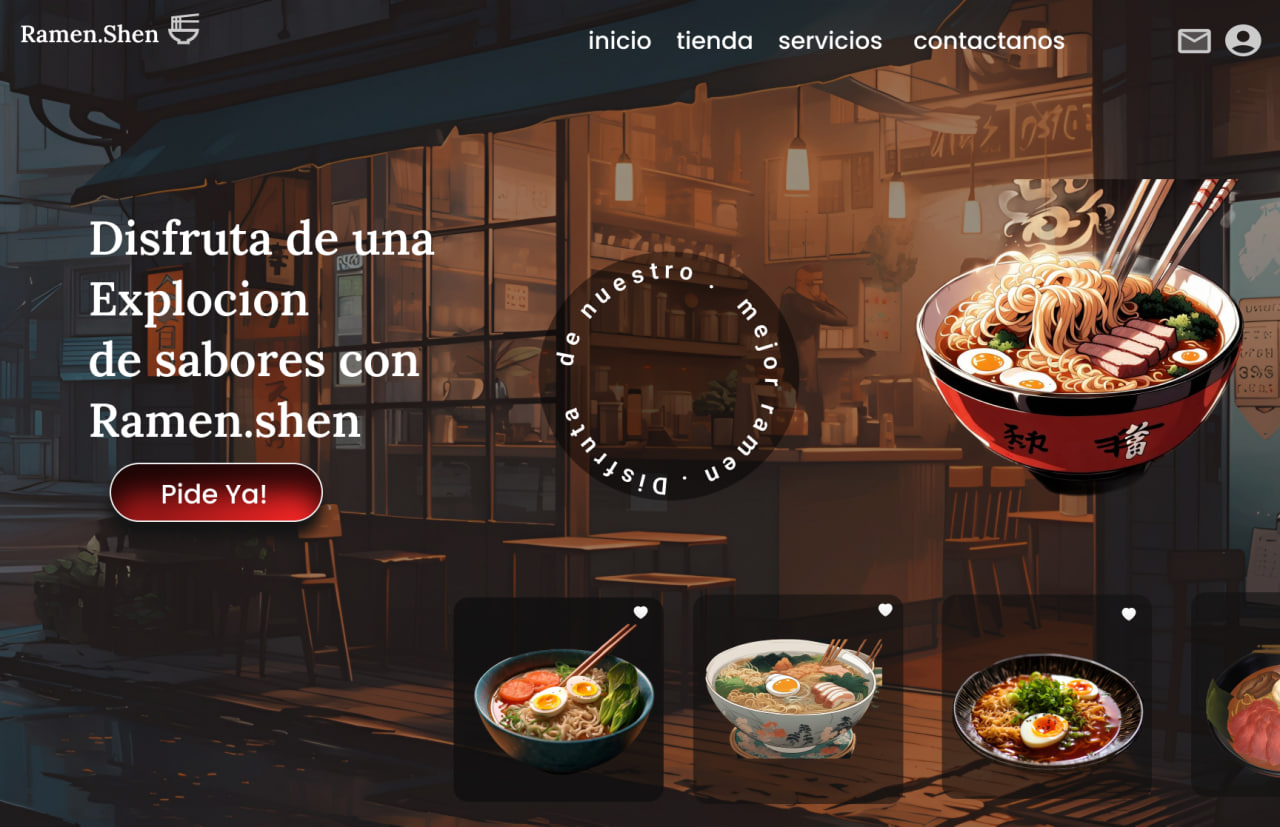 Ramen.Shen
inicio tienda servicios contactanos
Disfruta de una
Explocion
de sabores con
Ramen.shen
Pide Ya!
Disfruta de nuestro . mejor ramen .